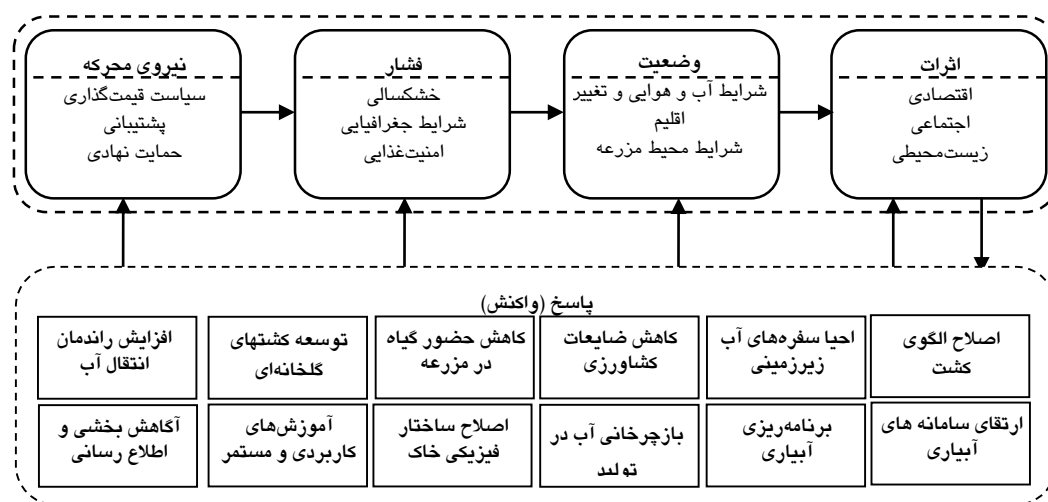 نیروی محرکه
سیاست قیمت‌گذاری
پشتیبانی
حمایت نهادی
فشار
خشکسالی
شرایط جغرافیایی
امنیت‌غذایی
وضعیت
شرایط آب و هوایی و تغییر
اقلیم
شرایط محیط مزرعه
اثرات
اقتصادی
اجتماعی
زیست‌محیطی
پاسخ (واکنش)
اصلاح الگوی
کشت
احیا سفره‌های آب
زیرزمینی
کاهش ضایعات
کشاورزی
کاهش حضور گیاه
در مزرعه
توسعه کشتهای
گلخانه‌ای
افزایش راندمان
انتقال آب
ارتقای سامانه های
آبیاری
برنامه‌ریزی
آبیاری
بازچرخانی آب در
تولید
اصلاح ساختار
فیزیکی خاک
آموزش‌های
کاربردی و مستمر
آگاهش بخشی و
اطلاع رسانی